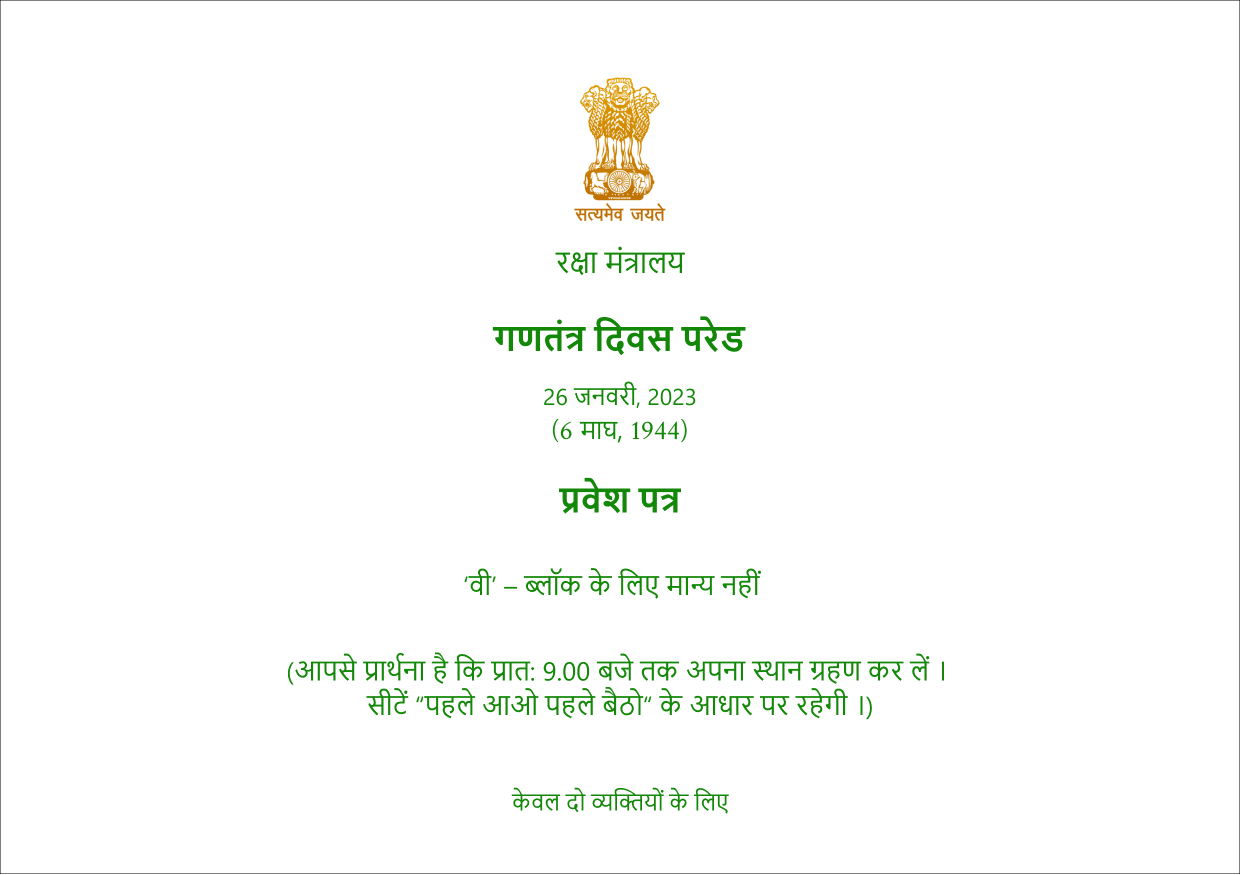 सत्यमेव जयते
रक्षा मंत्रालय
गणतंत्र दिवस परेड
26 जनवरी, 2023
(6 माघ, 1944)
प्रवेश पत्र
‘वी’ – ब्लॉक के लिए मान्य नहीं
(आपसे प्रार्थना है कि प्रात: 9.00 बजे तक अपना स्थान ग्रहण कर लें ।
सीटें “पहले आओ पहले बैठो“ के आधार पर रहेगी ।)
केवल दो व्यक्तियों के लिए